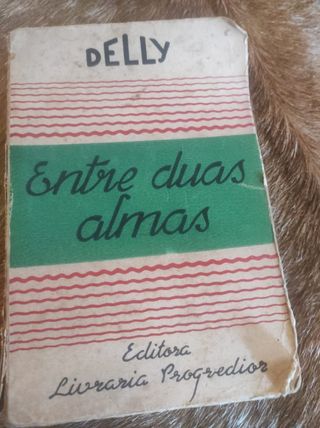 DELLY
Entre duas
almas
Editora
Livraria Progredior